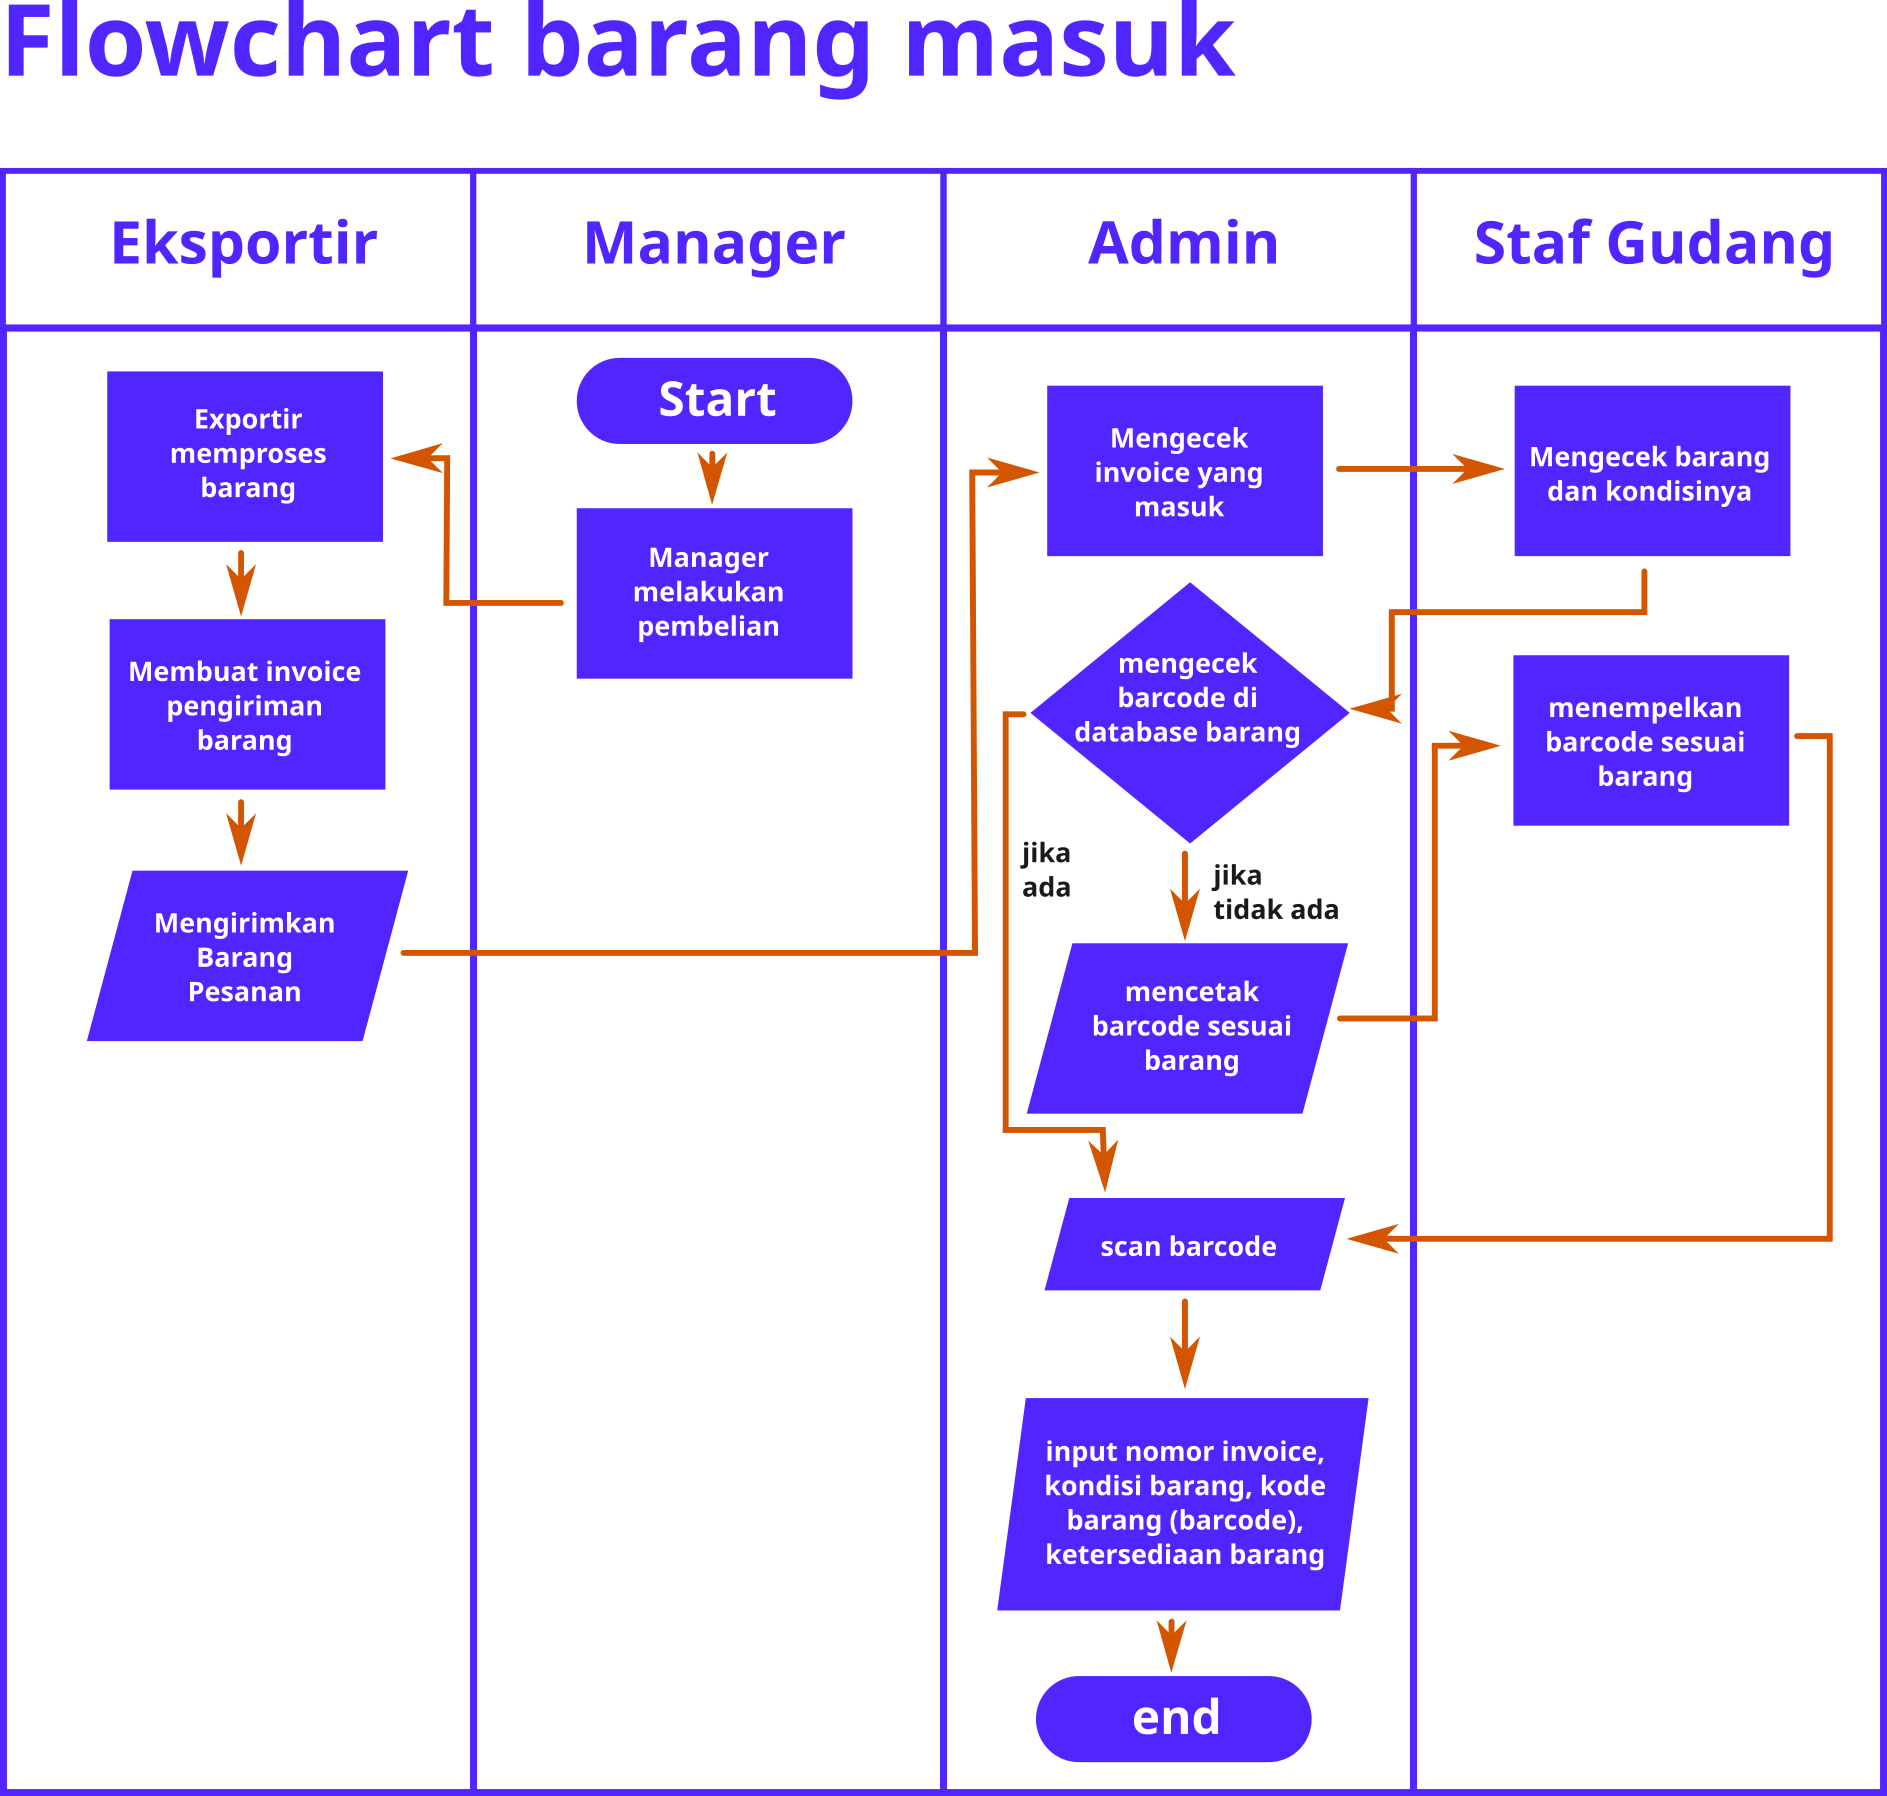 Flowchart barang masuk
Eksportir
Manager
Admin
Staf Gudang
Exportir
memproses
barang
Membuat invoice
pengiriman
barang
Mengirimkan
Barang
Pesanan
Start
Manager
melakukan
pembelian
Mengecek
invoice yang
masuk
mengecek
barcode di
database barang
jika
ada
jika
tidak ada
mencetak
barcode sesuai
barang
scan barcode
input nomor invoice,
kondisi barang, kode
barang (barcode),
ketersediaan barang
end
Mengecek barang
dan kondisinya
menempelkan
barcode sesuai
barang